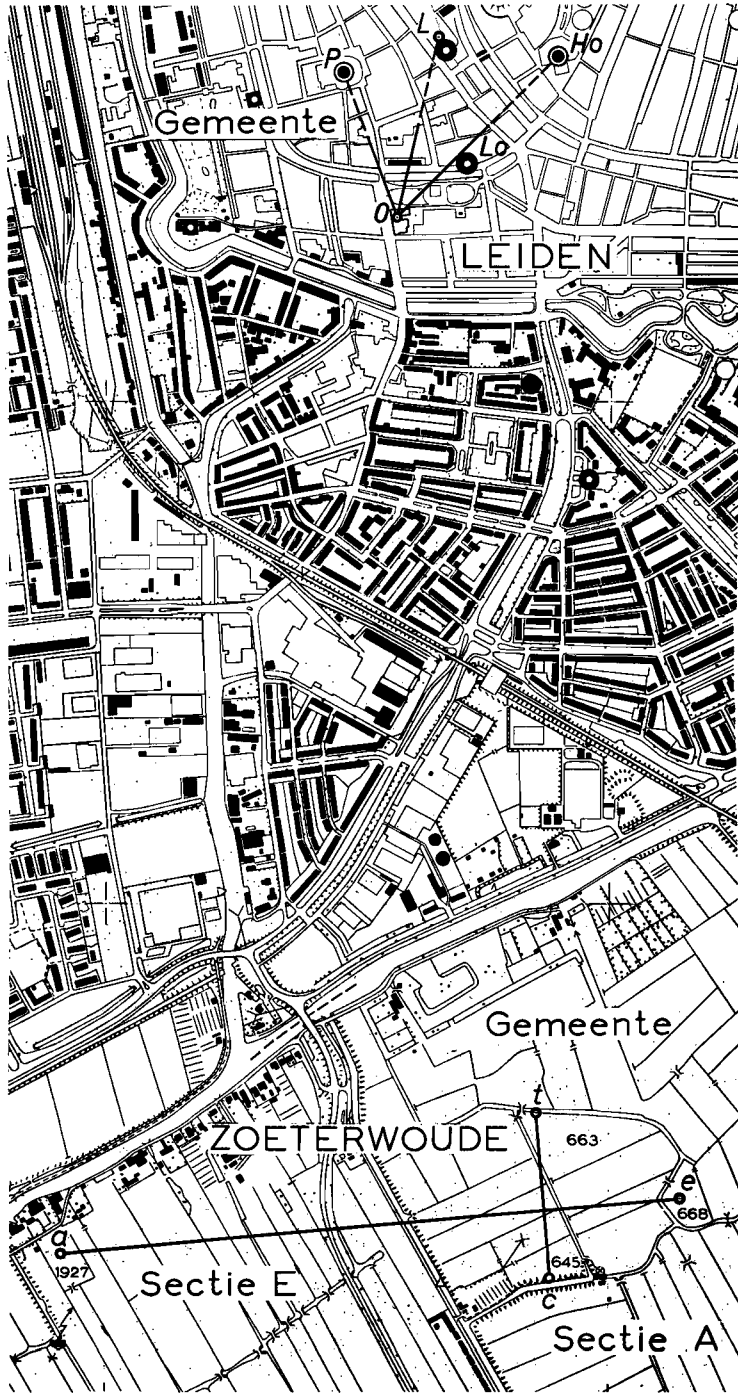 L
Ho
P
Gemeente
Lo
O
LEIDEN
Gemeente
t
ZOETERWOUDE
663
e
668
a
1927
645
Sectie E
c
Sectie A